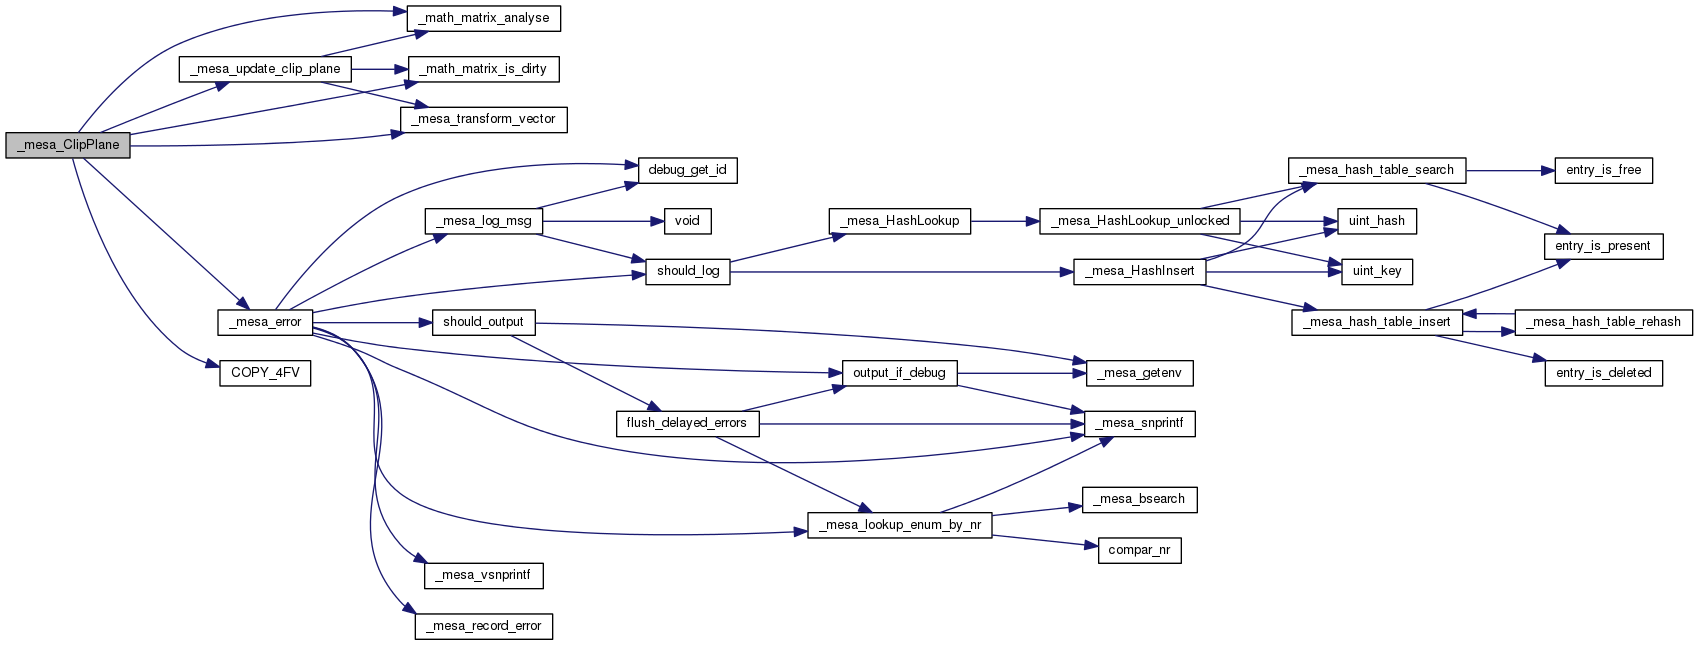 _math_matrix_analyse
_mesa_update_clip_plane
_math_matrix_is_dirty
_mesa_transform_vector
_mesa_ClipPlane
debug_get_id
_mesa_hash_table_search
entry_is_free
_mesa_log_msg
void
_mesa_HashLookup
_mesa_HashLookup_unlocked
uint_hash
entry_is_present
should_log
_mesa_HashInsert
uint_key
_mesa_error
should_output
_mesa_hash_table_insert
_mesa_hash_table_rehash
COPY_4FV
output_if_debug
_mesa_getenv
entry_is_deleted
flush_delayed_errors
_mesa_snprintf
_mesa_bsearch
_mesa_lookup_enum_by_nr
compar_nr
_mesa_vsnprintf
_mesa_record_error